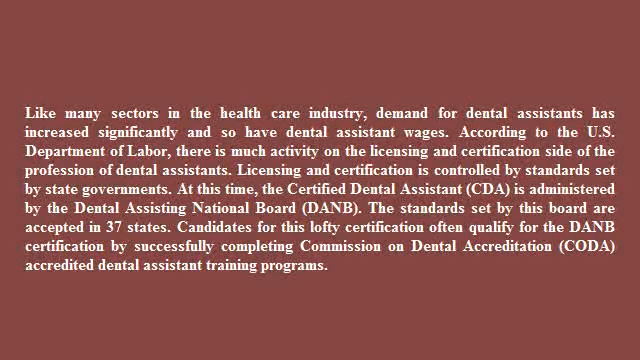 Like many sectors in the health care industry, demand for dental assistants has
increased significantly and so have dental assistant wages. According to the U.S.
Department of Labor, there is much activity on the licensing and certification side of the
profession of dental assistants. Licensing and certification is controlled by standards set
by state governments. At this time, the Certified Dental Assistant (CDA) is administered
by the Dental Assisting National Board (DANB). The standards set by this board are
accepted in 37 states. Candidates for this lofty certification often qualify for the DANB
certification by successfully completing Commission on Dental Accreditation (CODA)
accredited dental assistant training programs.